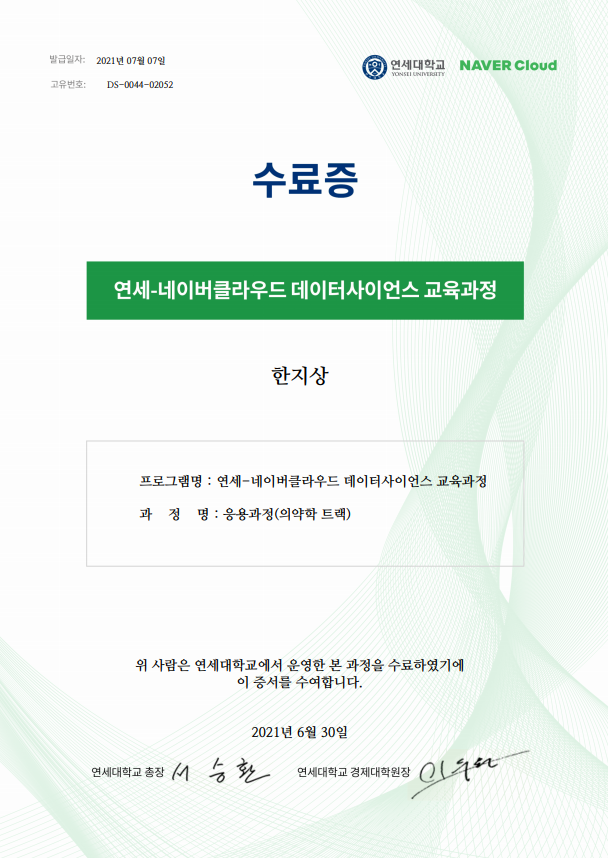 발급일자: 2021년 07월 07일
고유번호: DS-0044-02052
연세대학교
YONSEI UNIVERSITY
NAVER Cloud
수료증
연세-네이버클라우드 데이터사이언스 교육과정
한지상
프로그램명 : 연세-네이버클라우드 데이터사이언스 교육과정
과 정 명 : 응용과정(의약학 트랙)
위 사람은 연세대학교에서 운영한 본 과정을 수료하였기에
이 증서를 수여합니다.
2021년 6월 30일
연세대학교 총장 서 승 환 연세대학교 경제대학원장